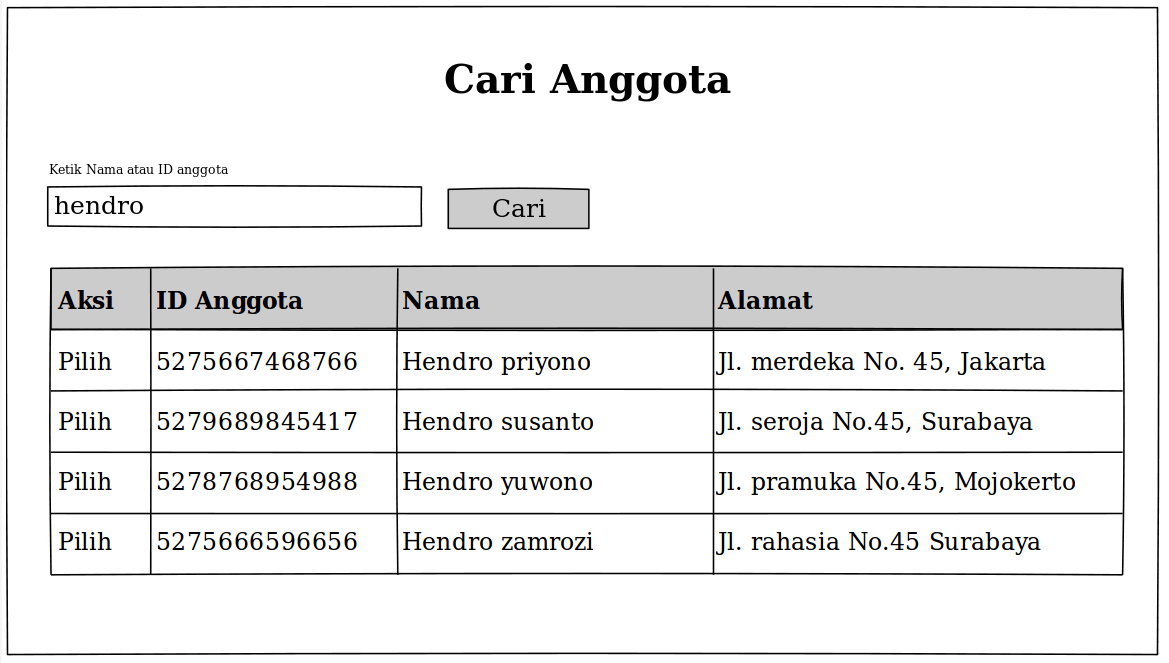 Cari Anggota
Ketik Nama atau ID anggota
hendro Cari
Aksi ID Anggota Nama Alamat
Pilih 5275667468766 Hendro priyono Jl. merdeka No. 45, Jakarta
Pilih 5279689845417 Hendro susanto Jl. seroja No.45, Surabaya
Pilih 5278768954988 Hendro yuwono Jl. pramuka No.45, Mojokerto
Pilih 5275666596656 Hendro zamrozi Jl. rahasia No.45 Surabaya